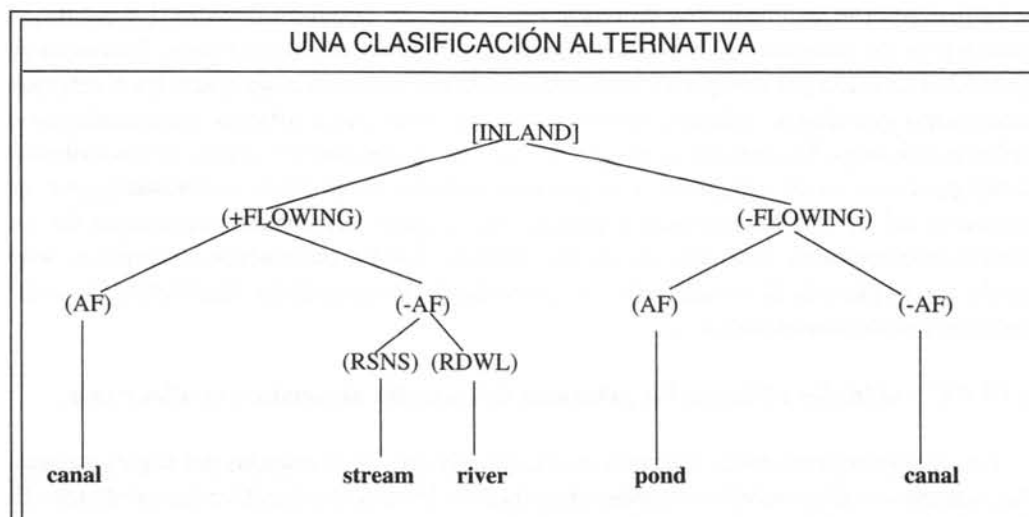 UNA CLASIFICACIÓN ALTERNATIVA
[INLAND]
(+FLOWING) (-FLOWING)
(AF) (-AF) (AF) (-AF)
(RSNS) (RDWL)
canal stream river pond canal